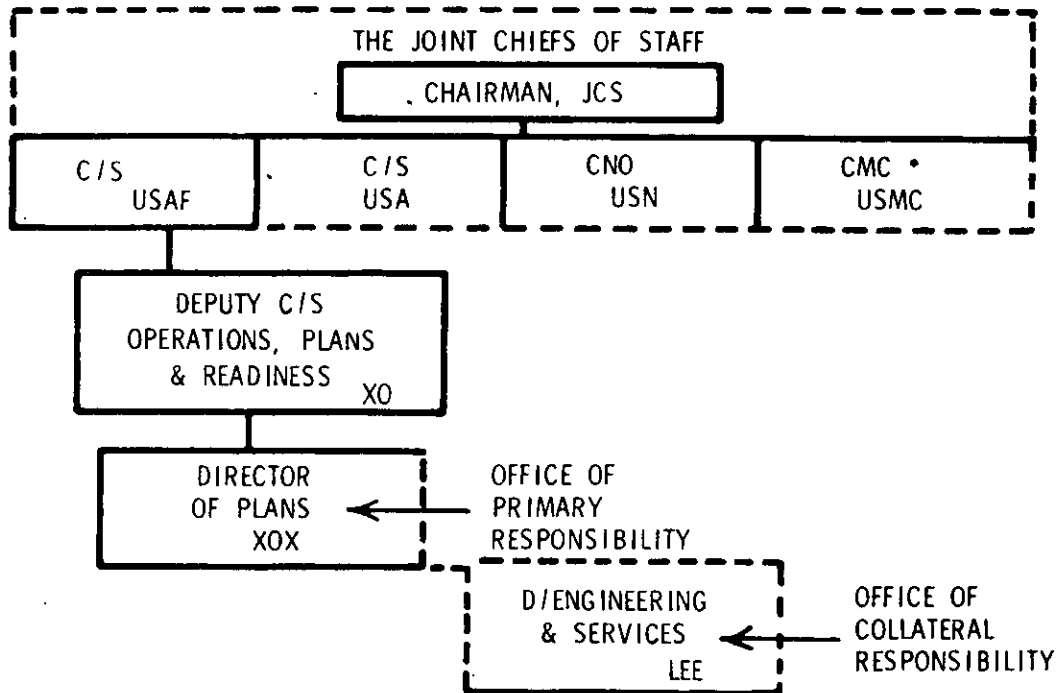 THE JOINT CHIEFS OF STAFF
CHAIRMAN, JCS
C/S
USAF
C/S
USA
CNO
USN
CMC *
USMC
DEPUTY C/S
OPERATIONS, PLANS
& READINESS
XO
DIRECTOR
OF PLANS
XOX
OFFICE OF
PRIMARY
RESPONSIBILITY
D/ENGINEERING
& SERVICES
LEE
OFFICE OF
COLLATERAL
RESPONSIBILITY